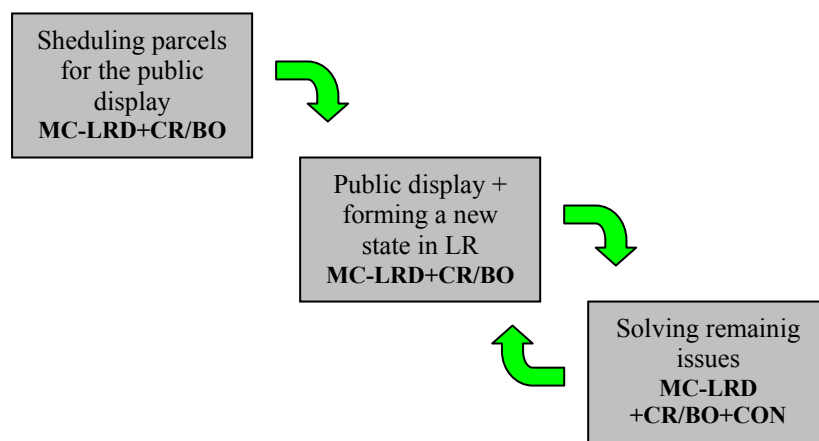 Sheduling parcels
for the public
display
MC-LRD+CR/BO
Public display +
forming a new
state in LR
MC-LRD+CR/BO
Solving remainig
issues
MC-LRD
+CR/BO+CON